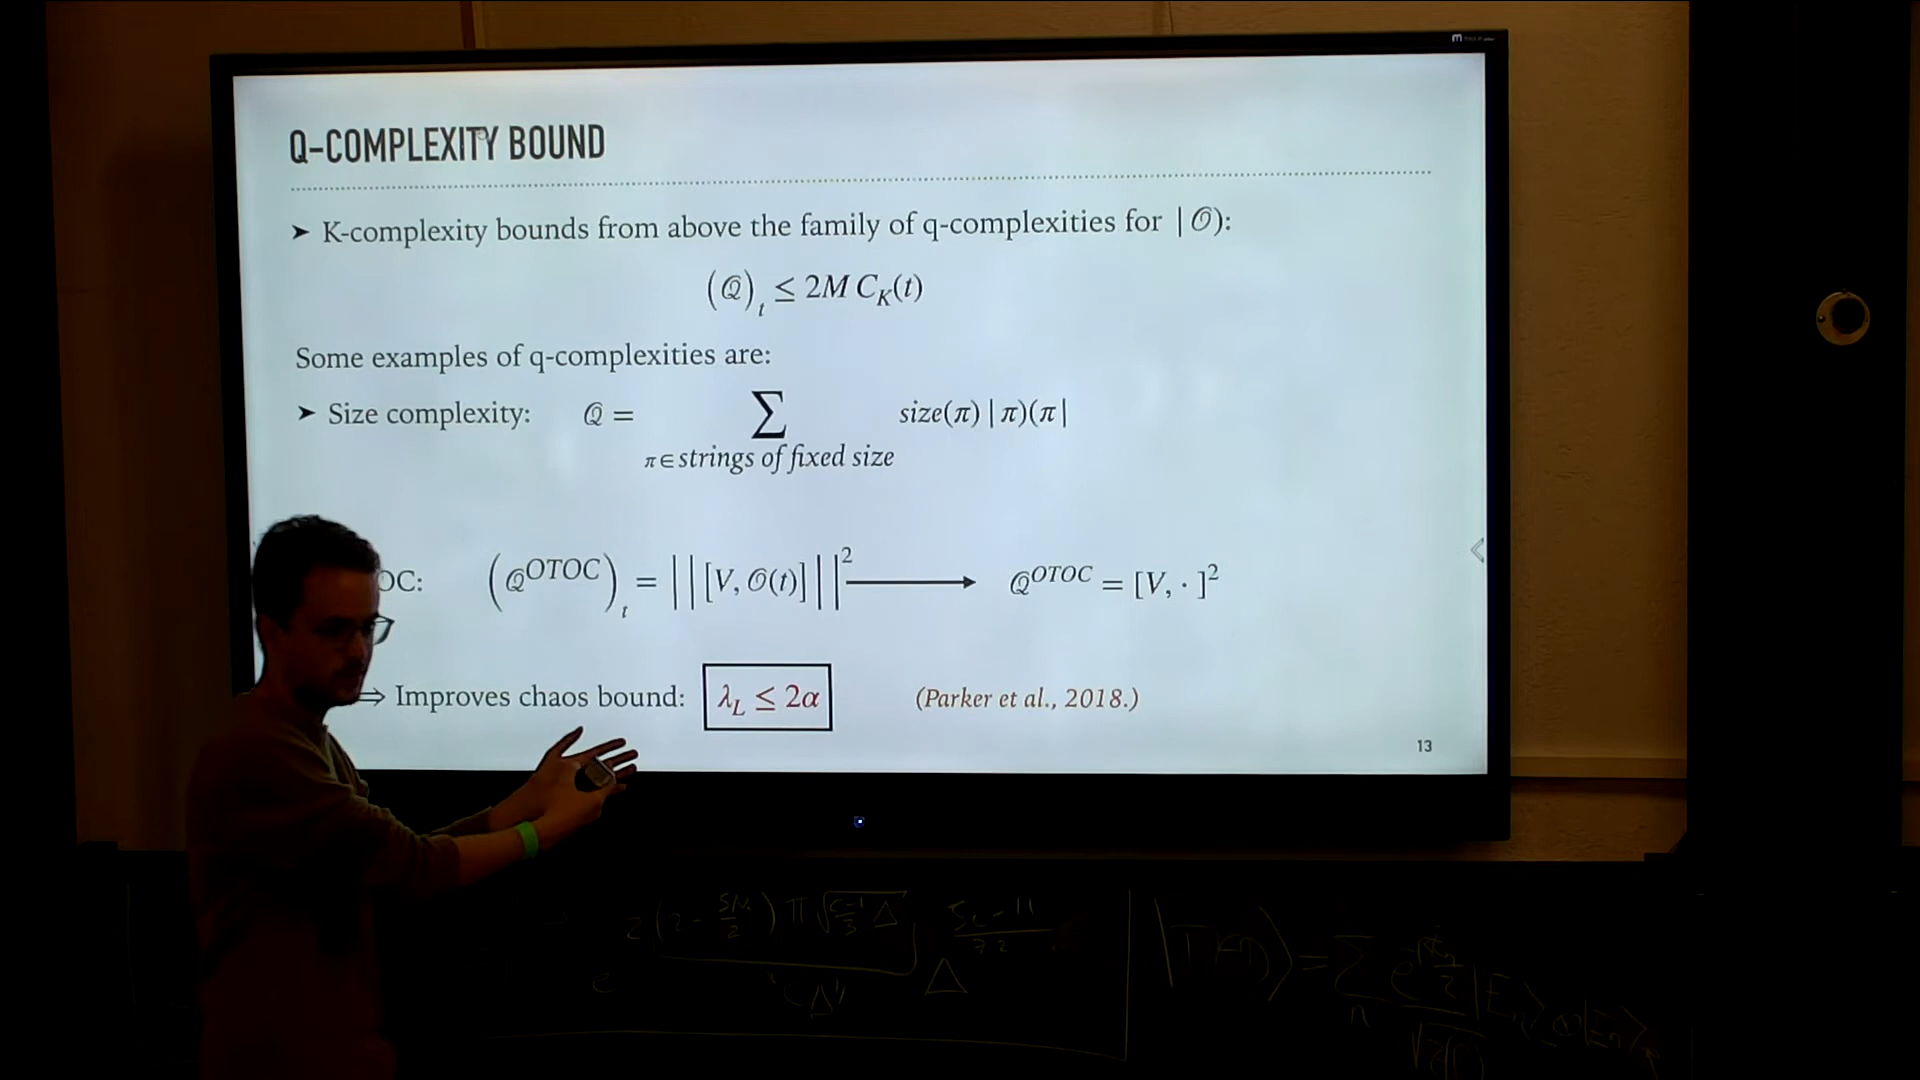 Q-COMPLEXITY BOUND
➤ K-complexity bounds from above the family of q-complexities for |𝒪):
(𝒬)_t ≤ 2M C_K(t)
Some examples of q-complexities are:
➤ Size complexity: 𝒬 = ∑ size(π) | π)(π |
π∈strings of fixed size
OC: (𝒬^OTOC)_t = ||[V, 𝒪(t)]||² ⟶ 𝒬^OTOC = [V, · ]²
⇒ Improves chaos bound: λ_L ≤ 2α (Parker et al., 2018.)
13